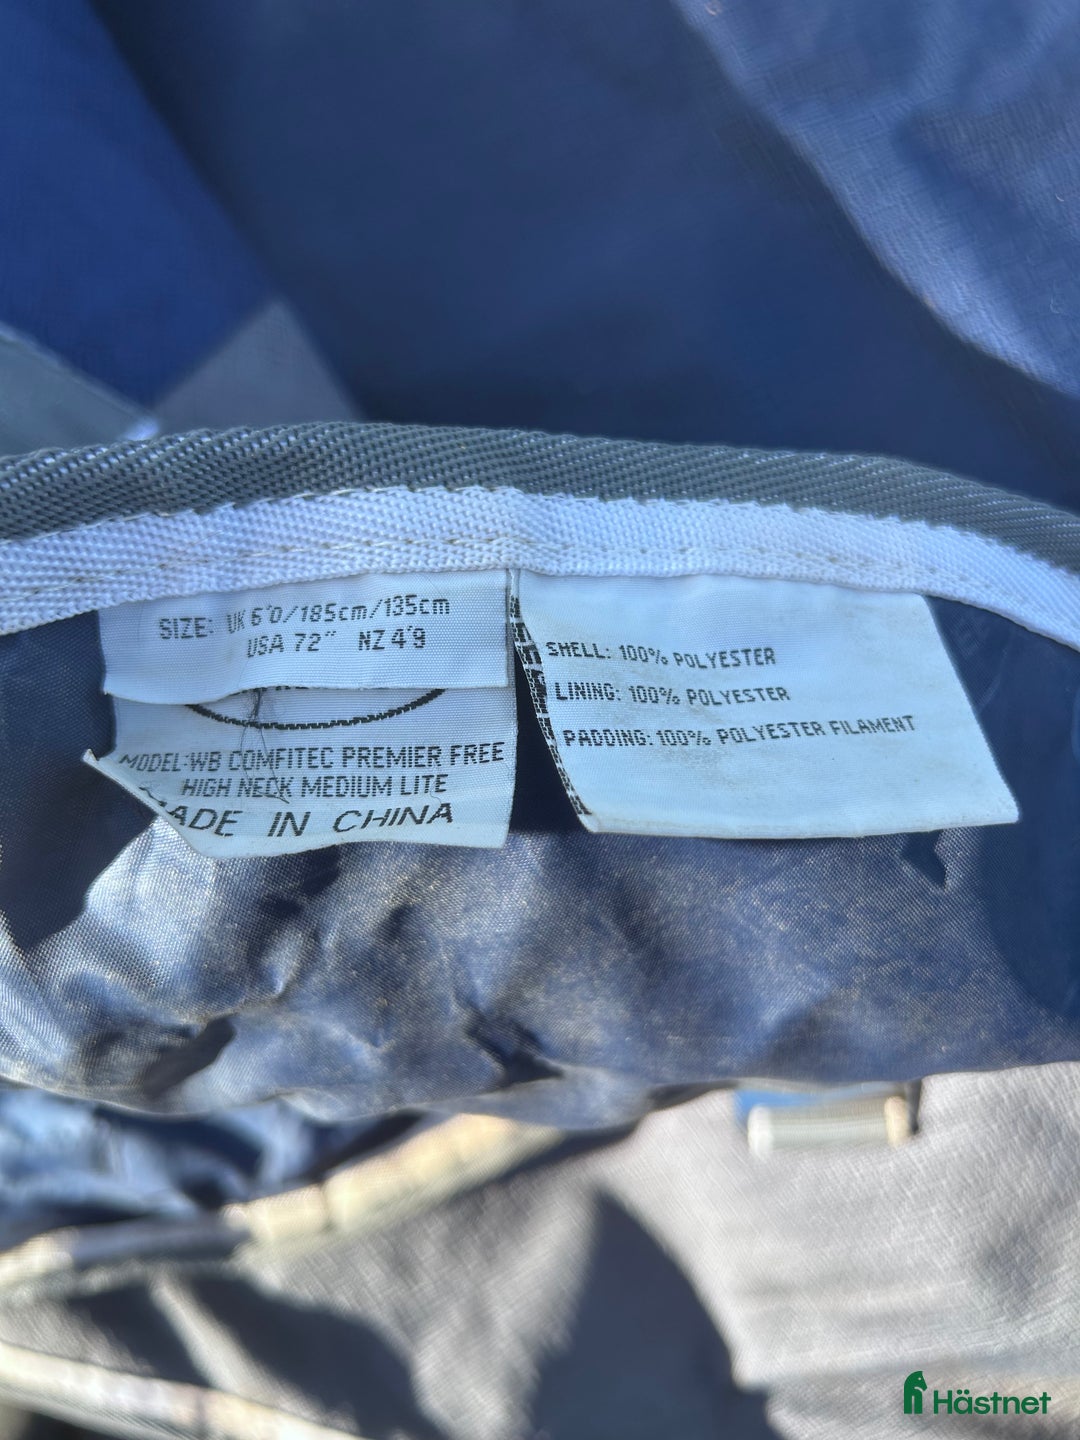 SIZE: UK 6'0/185cm/135cm
USA 72" NZ 4'9
MODEL:WB COMFITEC PREMIER FREE
HIGH NECK MEDIUM LITE
MADE IN CHINA
SHELL: 100% POLYESTER
LINING: 100% POLYESTER
PADDING: 100% POLYESTER FILAMENT
Hästnet